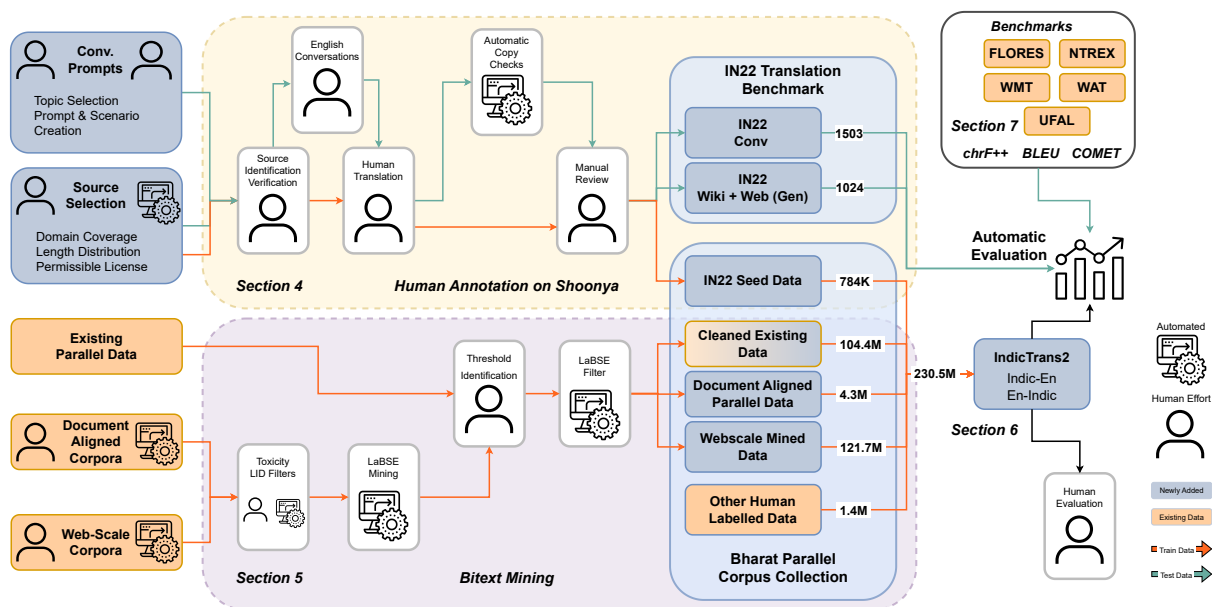 Conv.
Prompts
Topic Selection
Prompt & Scenario
Creation
Source
Selection
Domain Coverage
Length Distribution
Permissible License
Existing
Parallel Data
Document
Aligned
Corpora
Web-Scale
Corpora
English
Conversations
Automatic
Copy
Checks
Source
Identification
Verification
Human
Translation
Manual
Review
Section 4
Human Annotation on Shoonya
Threshold
Identification
LaBSE
Filter
Toxicity
LID Filters
LaBSE
Mining
Section 5
Bitext Mining
IN22 Translation
Benchmark
IN22
Conv
1503
IN22
Wiki + Web (Gen)
1024
IN22 Seed Data
784K
Cleaned Existing
Data
104.4M
Document Aligned
Parallel Data
4.3M
Webscale Mined
Data
121.7M
Other Human
Labelled Data
1.4M
Bharat Parallel
Corpus Collection
230.5M
Benchmarks
FLORES
NTREX
WMT
WAT
UFAL
Section 7
chrF++
BLEU
COMET
Automatic
Evaluation
IndicTrans2
Indic-En
En-Indic
Section 6
Human
Evaluation
Automated
Human Effort
Newly Added
Existing Data
Train Data
Test Data